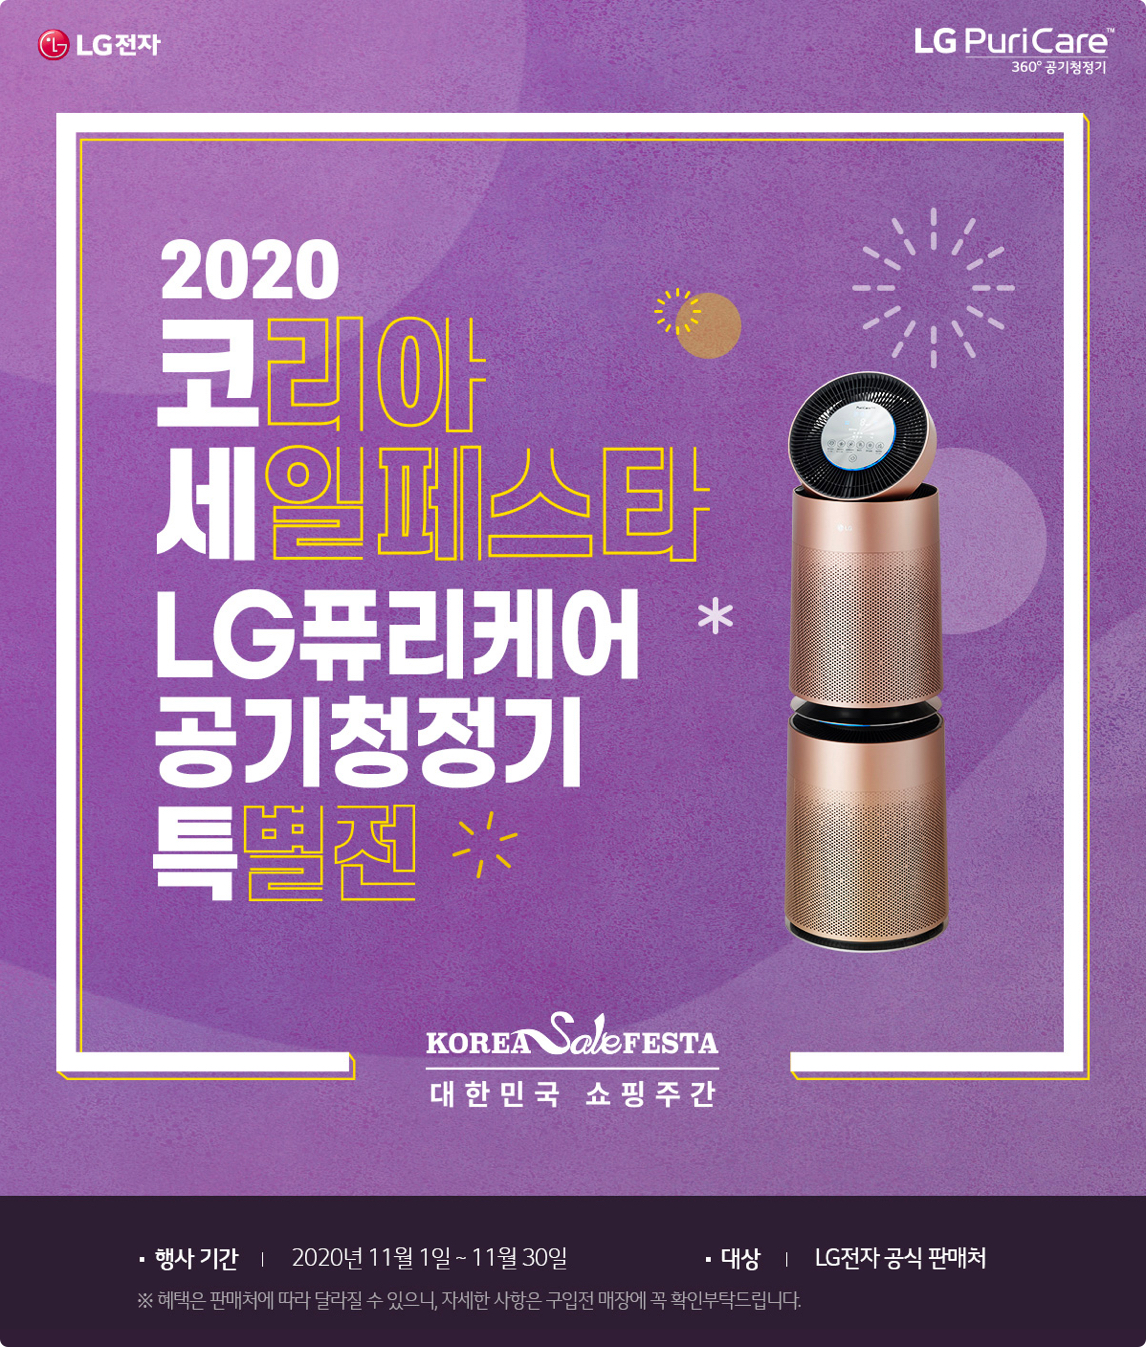 LG전자
LG PuriCare™
360° 공기청정기
2020
코리아
세일페스타
LG퓨리케어
공기청정기
특별전
PuriCare
LG
KOREA Sale FESTA
대한민국 쇼핑주간
· 행사 기간 | 2020년 11월 1일 ~ 11월 30일
· 대상 | LG전자 공식 판매처
※ 혜택은 판매처에 따라 달라질 수 있으니, 자세한 사항은 구입전 매장에 꼭 확인부탁드립니다.